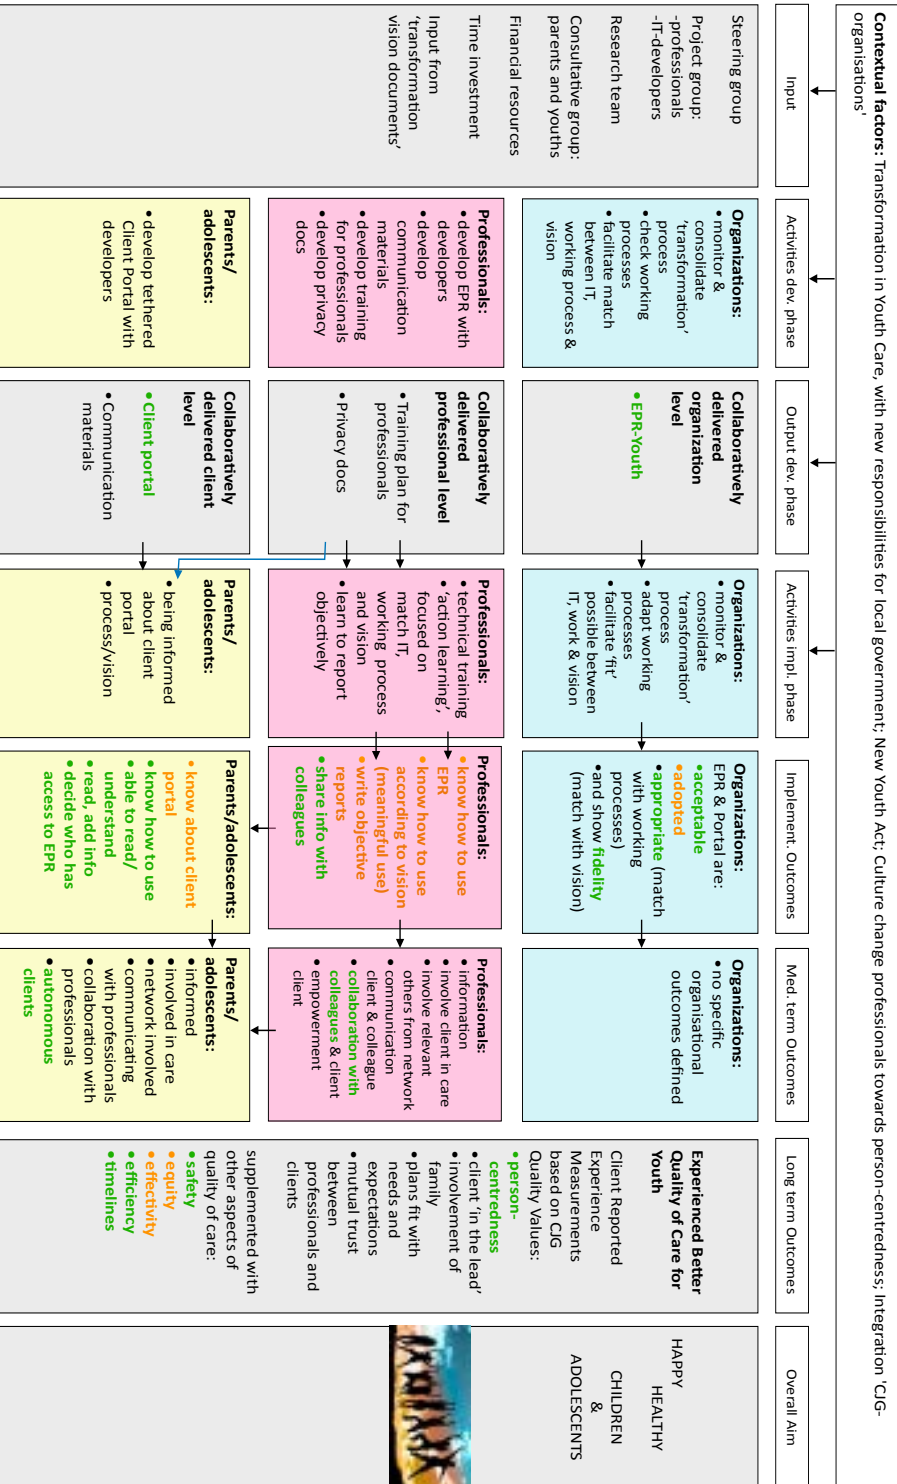 Contextual factors: Transformation in Youth Care, with new responsibilities for local government; New Youth Act; Culture change professionals towards person-centredness; Integration 'CJG-
organisations'
Input
Activities dev. phase
Output dev. phase
Activities impl. phase
Implement. Outcomes
Med. term Outcomes
Long term Outcomes
Overall Aim
Steering group
Project group:
-professionals
-IT-developers
Research team
Consultative group:
parents and youths
Financial resources
Time investment
Input from
'transformation
vision documents'
Organizations:
• monitor &
consolidate
'transformation'
process
• check working
processes
• facilitate match
between IT,
working process &
vision
Professionals:
• develop EPR with
developers
• develop
communication
materials
• develop training
for professionals
• develop privacy
docs
Parents/
adolescents:
• develop tethered
Client Portal with
developers
Collaboratively
delivered
organization
level
• EPR-Youth
Collaboratively
delivered
professional level
• Training plan for
professionals
• Privacy docs
Collaboratively
delivered client
level
• Client portal
• Communication
materials
Organizations:
• monitor &
consolidate
'transformation'
process
• adapt working
processes
• facilitate 'fit'
possible between
IT, work & vision
Professionals:
• technical training
• 'action learning',
focused on
match IT,
working process
and vision
• learn to report
objectively
Parents/
adolescents:
• being informed
about client
portal
• process/vision
Organizations:
EPR & Portal are:
• acceptable
• adopted
• appropriate (match
with working
processes)
• and show fidelity
(match with vision)
Professionals:
• know how to use
EPR
• know how to use
according to vision
(meaningful use)
• write objective
reports
• share info with
colleagues
Parents/adolescents:
• know about client
portal
• know how to use
• able to read/
understand
• read, add info
• decide who has
access to EPR
Organizations:
• no specific
organisational
outcomes defined
Professionals:
• information
• involve client in care
• involve relevant
others from network
• communication
client & colleague
• collaboration with
colleagues & client
• empowerment
client
Parents/
adolescents:
• informed
• involved in care
• network involved
• communicating
with professionals
• collaboration with
professionals
• autonomous
clients
Experienced Better
Quality of Care for
Youth
Client Reported
Experience
Measurements
based on CJG
Quality Values:
• person-
centredness
• client 'in the lead'
• involvement of
family
• plans fit with
needs and
expectations
• mutual trust
between
professionals and
clients
supplemented with
other aspects of
quality of care:
• safety
• equity
• effectivity
• efficiency
• timelines
HAPPY
HEALTHY
CHILDREN
&
ADOLESCENTS